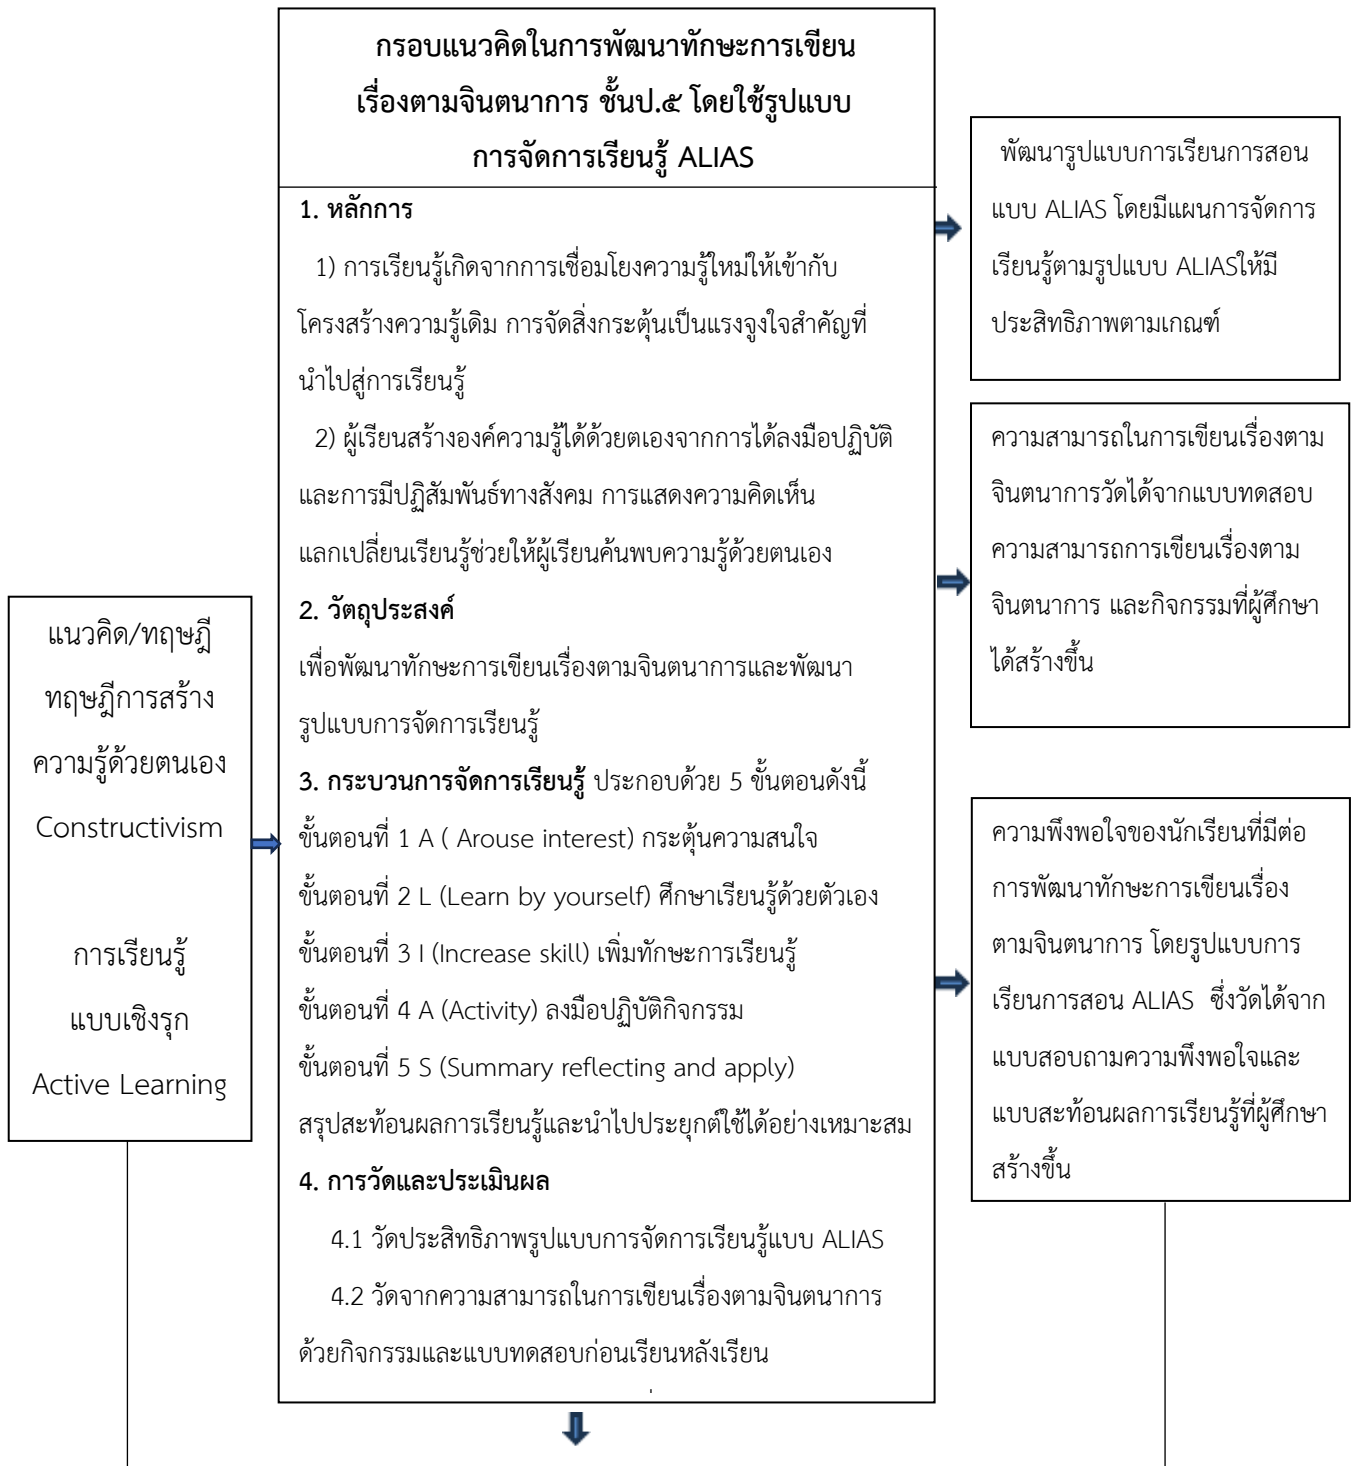 กรอบแนวคิดในการพัฒนาทักษะการเขียน
เรื่องตามจินตนาการ ชั้นป.๕ โดยใช้รูปแบบ
การจัดการเรียนรู้ ALIAS
1. หลักการ
1) การเรียนรู้เกิดจากการเชื่อมโยงความรู้ใหม่ให้เข้ากับ
โครงสร้างความรู้เดิม การจัดสิ่งกระตุ้นเป็นแรงจูงใจสำคัญที่
นำไปสู่การเรียนรู้
2) ผู้เรียนสร้างองค์ความรู้ได้ด้วยตเองจากการได้ลงมือปฏิบัติ
และการมีปฏิสัมพันธ์ทางสังคม การแสดงความคิดเห็น
แลกเปลี่ยนเรียนรู้ช่วยให้ผู้เรียนค้นพบความรู้ด้วยตนเอง
2. วัตถุประสงค์
เพื่อพัฒนาทักษะการเขียนเรื่องตามจินตนาการและพัฒนา
รูปแบบการจัดการเรียนรู้
3. กระบวนการจัดการเรียนรู้ ประกอบด้วย 5 ขั้นตอนดังนี้
ขั้นตอนที่ 1 A ( Arouse interest) กระตุ้นความสนใจ
ขั้นตอนที่ 2 L (Learn by yourself) ศึกษาเรียนรู้ด้วยตัวเอง
ขั้นตอนที่ 3 I (Increase skill) เพิ่มทักษะการเรียนรู้
ขั้นตอนที่ 4 A (Activity) ลงมือปฏิบัติกิจกรรม
ขั้นตอนที่ 5 S (Summary reflecting and apply)
สรุปสะท้อนผลการเรียนรู้และนำไปประยุกต์ใช้ได้อย่างเหมาะสม
4. การวัดและประเมินผล
4.1 วัดประสิทธิภาพรูปแบบการจัดการเรียนรู้แบบ ALIAS
4.2 วัดจากความสามารถในการเขียนเรื่องตามจินตนาการ
ด้วยกิจกรรมและแบบทดสอบก่อนเรียนหลังเรียน
แนวคิด/ทฤษฎี
ทฤษฎีการสร้าง
ความรู้ด้วยตนเอง
Constructivism
การเรียนรู้
แบบเชิงรุก
Active Learning
พัฒนารูปแบบการเรียนการสอน
แบบ ALIAS โดยมีแผนการจัดการ
เรียนรู้ตามรูปแบบ ALIASให้มี
ประสิทธิภาพตามเกณฑ์
ความสามารถในการเขียนเรื่องตาม
จินตนาการวัดได้จากแบบทดสอบ
ความสามารถการเขียนเรื่องตาม
จินตนาการ และกิจกรรมที่ผู้ศึกษา
ได้สร้างขึ้น
ความพึงพอใจของนักเรียนที่มีต่อ
การพัฒนาทักษะการเขียนเรื่อง
ตามจินตนาการ โดยรูปแบบการ
เรียนการสอน ALIAS ซึ่งวัดได้จาก
แบบสอบถามความพึงพอใจและ
แบบสะท้อนผลการเรียนรู้ที่ผู้ศึกษา
สร้างขึ้น